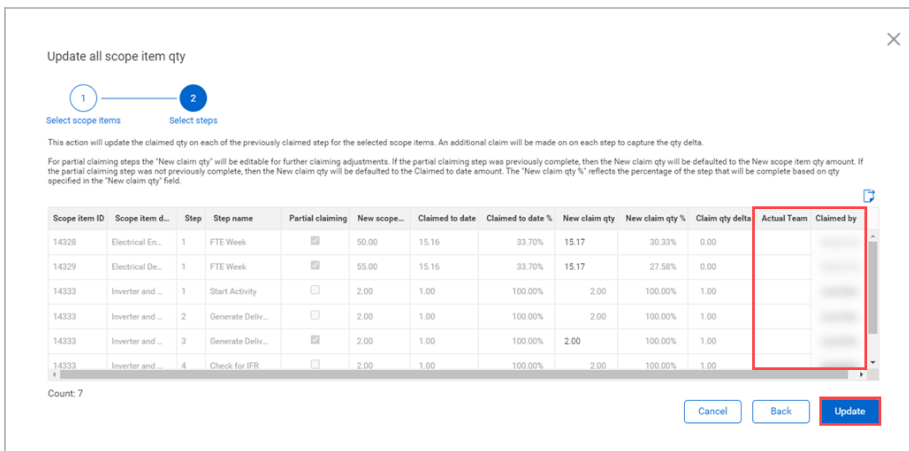 Update all scope item qty
1
2
Select scope items Select steps
This action will update the claimed qty on each of the previously claimed step for the selected scope items. An additional claim will be made on on each step to capture the qty delta.
For partial claiming steps the "New claim qty" will be editable for further claiming adjustments. If the partial claiming step was previously complete, then the New claim qty will be defaulted to the New scope item qty amount. If
the partial claiming step was not previously complete, then the New claim qty will be defaulted to the Claimed to date amount. The "New claim qty %" reflects the percentage of the step that will be complete based on qty
specified in the "New claim qty" field.
Scope item ID Scope item d... Step Step name Partial claiming New scope... Claimed to date Claimed to date % New claim qty New claim qty % Claim qty delta Actual Team Claimed by
14328 Electrical En... 1 FTE Week 50.00 15.16 33.70% 15.17 30.33% 0.00
14329 Electrical De... 1 FTE Week 55.00 15.16 33.70% 15.17 27.58% 0.00
14333 Inverter and ... 1 Start Activity 2.00 1.00 100.00% 2.00 100.00% 1.00
14333 Inverter and ... 2 Generate Deliv... 2.00 1.00 100.00% 2.00 100.00% 1.00
14333 Inverter and ... 3 Generate Deliv... 2.00 1.00 100.00% 2.00 100.00% 1.00
14333 Inverter and ... 4 Check for IFR 2.00 1.00 100.00% 2.00 100.00% 1.00
Count: 7
Cancel Back Update